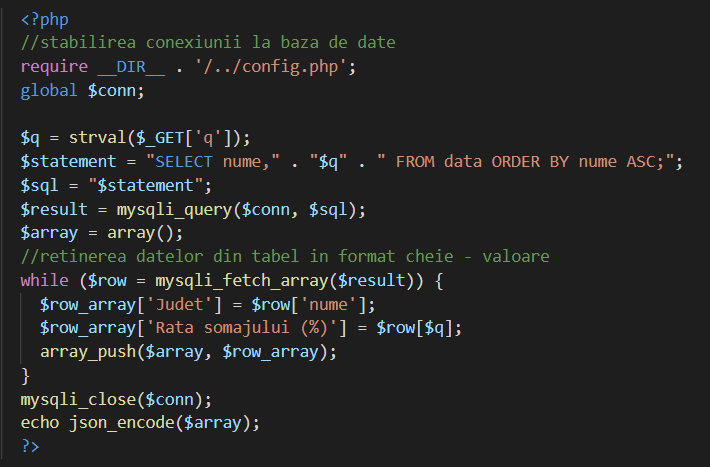 <?php
//stabilirea conexiunii la baza de date
require __DIR__ . '/../config.php';
global $conn;

$q = strval($_GET['q']);
$statement = "SELECT nume," . "$q" . " FROM data ORDER BY nume ASC;";
$sql = "$statement";
$result = mysqli_query($conn, $sql);
$array = array();
//retinerea datelor din tabel in format cheie - valoare
while ($row = mysqli_fetch_array($result)) {
  $row_array['Judet'] = $row['nume'];
  $row_array['Rata somajului (%)'] = $row[$q];
  array_push($array, $row_array);
}
mysqli_close($conn);
echo json_encode($array);
?>